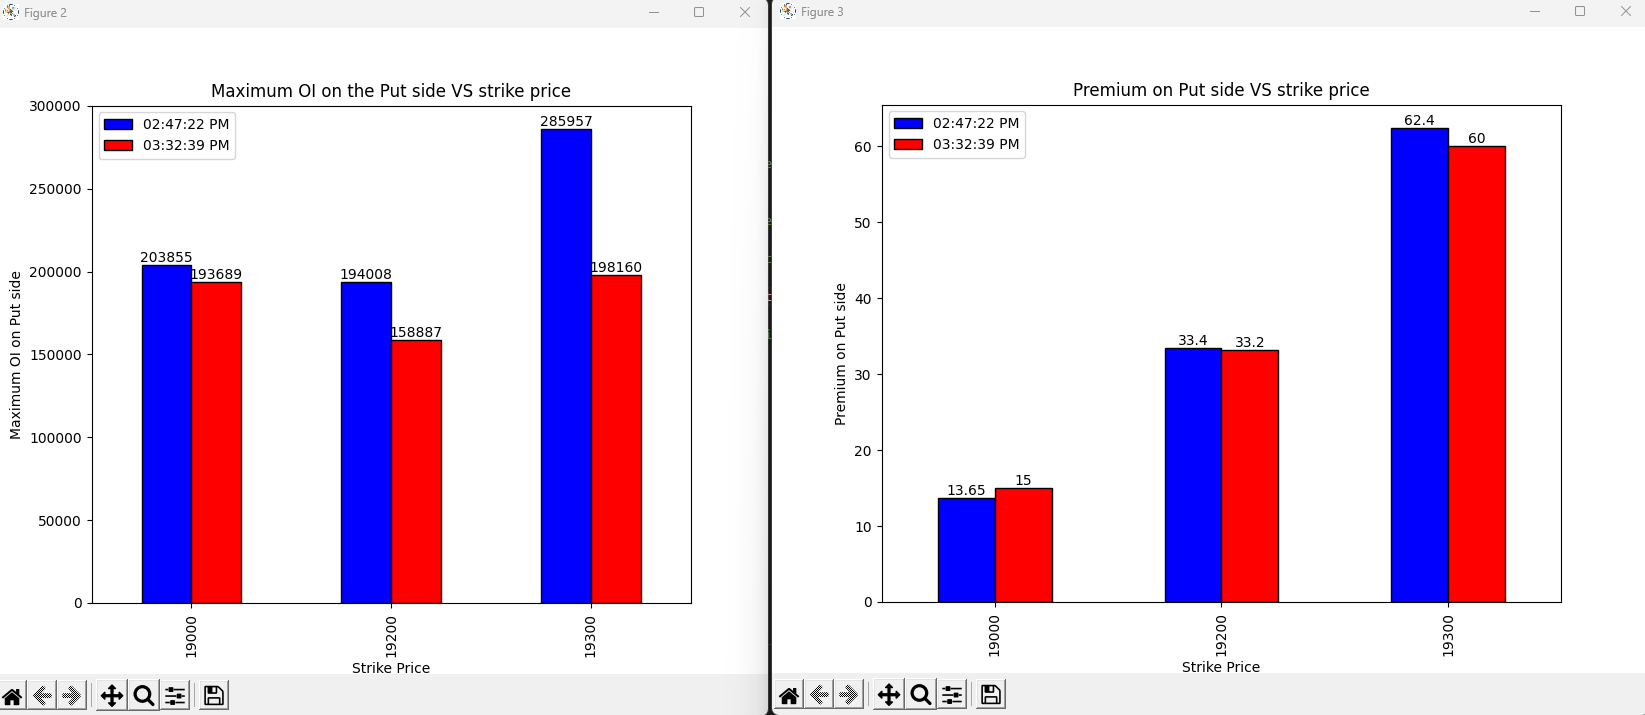 Figure 2
Maximum OI on the Put side VS strike price
02:47:22 PM
03:32:39 PM
300000
250000
200000
150000
100000
50000
0
Maximum OI on Put side
203855
193689
194008
158887
285957
198160
19000
19200
19300
Strike Price
Figure 3
Premium on Put side VS strike price
02:47:22 PM
03:32:39 PM
60
50
40
30
20
10
0
Premium on Put side
13.65
15
33.4
33.2
62.4
60
19000
19200
19300
Strike Price